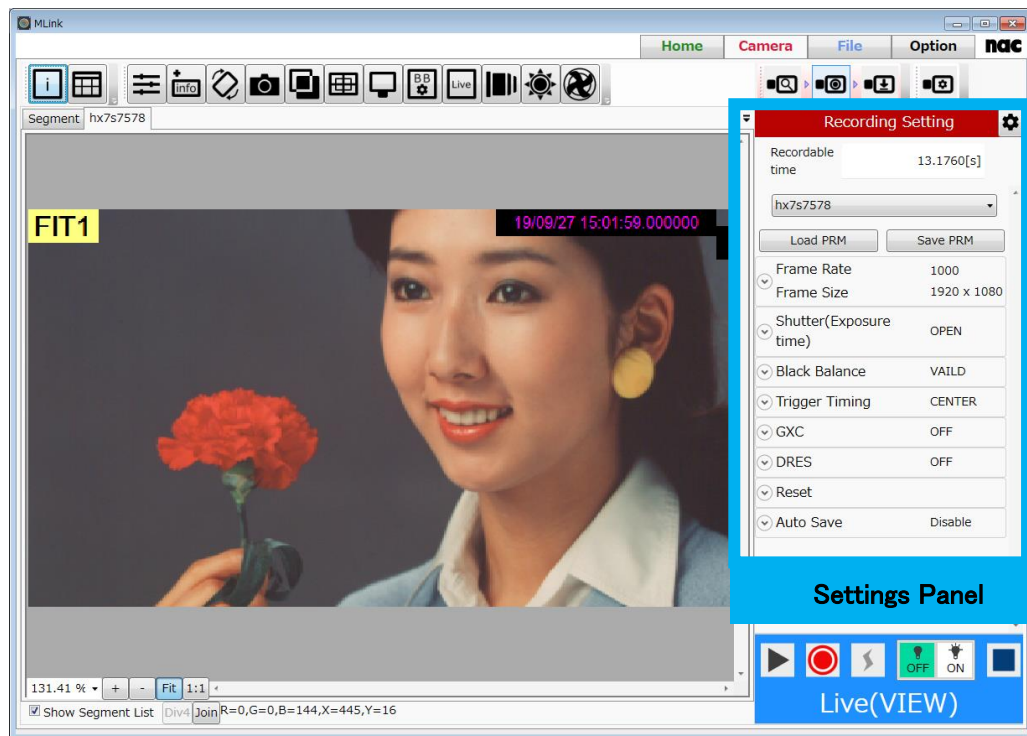 MLink
Home Camera File Option nac
i + info BB Live
Segment hx7s7578
Recording Setting
Recordable time 13.1760[s]
hx7s7578
Load PRM Save PRM
Frame Rate 1000
Frame Size 1920 x 1080
Shutter(Exposure time) OPEN
Black Balance VAILD
Trigger Timing CENTER
GXC OFF
DRES OFF
Reset
Auto Save Disable
Settings Panel
FIT1
19/09/27 15:01:59.000000
131.41 % + - Fit 1:1
Show Segment List Div4 Join R=0,G=0,B=144,X=445,Y=16
OFF ON
Live(VIEW)